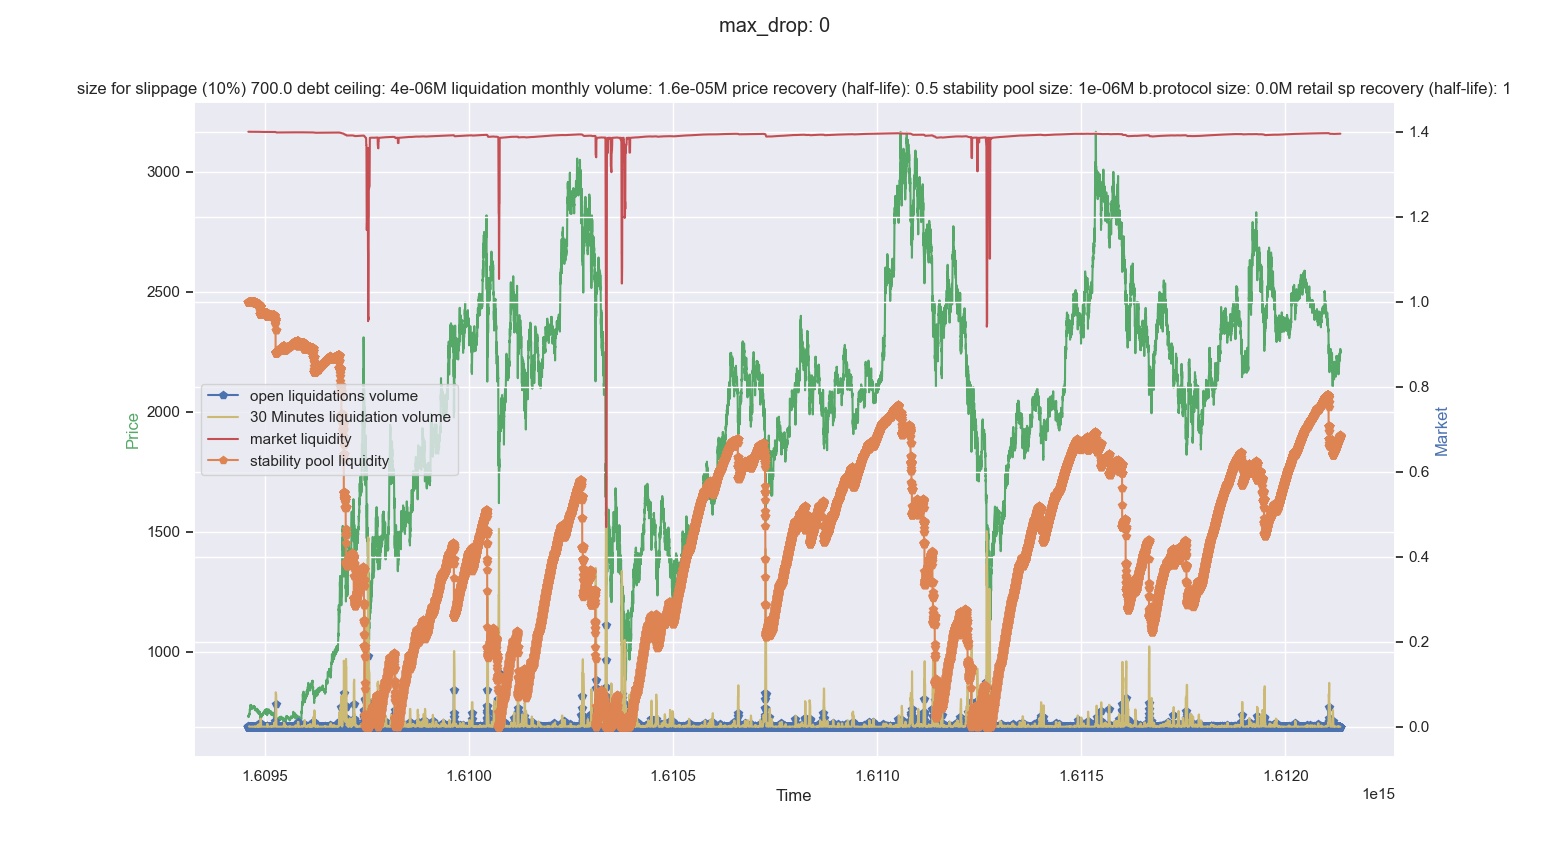 max_drop: 0
size for slippage (10%) 700.0 debt ceiling: 4e-06M liquidation monthly volume: 1.6e-05M price recovery (half-life): 0.5 stability pool size: 1e-06M b.protocol size: 0.0M retail sp recovery (half-life): 1
3000
2500
2000
1500
1000
Price
1.4
1.2
1.0
0.8
0.6
0.4
0.2
0.0
Market
open liquidations volume
30 Minutes liquidation volume
market liquidity
stability pool liquidity
1.6095 1.6100 1.6105 1.6110 1.6115 1.6120
Time
1e15